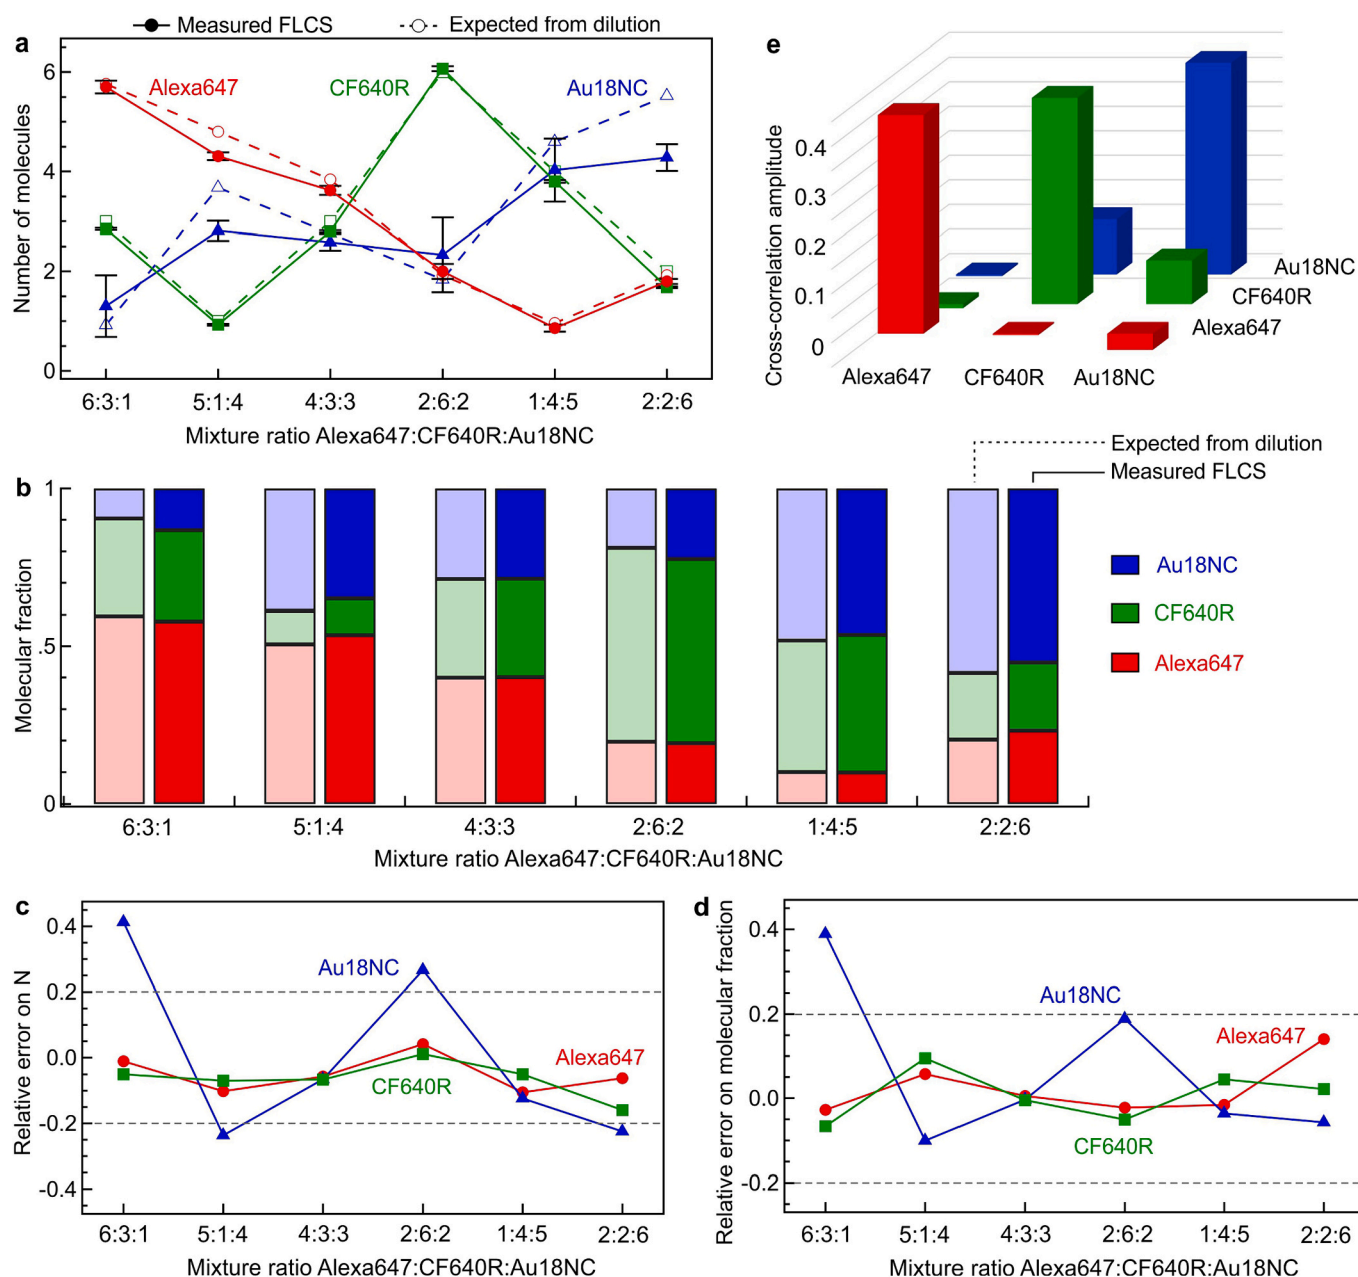 Measured FLCS
Expected from dilution
a
Alexa647
CF640R
Au18NC
Number of molecules
6
4
2
0
6:3:1
5:1:4
4:3:3
2:6:2
1:4:5
2:2:6
Mixture ratio Alexa647:CF640R:Au18NC
e
Cross-correlation amplitude
0.4
0.3
0.2
0.1
0
Au18NC
CF640R
Alexa647
Alexa647
CF640R
Au18NC
Expected from dilution
Measured FLCS
b
Molecular fraction
1
.5
0
6:3:1
5:1:4
4:3:3
2:6:2
1:4:5
2:2:6
Mixture ratio Alexa647:CF640R:Au18NC
Au18NC
CF640R
Alexa647
c
Relative error on N
0.4
0.2
0.0
-0.2
-0.4
Au18NC
Alexa647
CF640R
6:3:1
5:1:4
4:3:3
2:6:2
1:4:5
2:2:6
Mixture ratio Alexa647:CF640R:Au18NC
d
Relative error on molecular fraction
0.4
0.2
0.0
-0.2
Au18NC
Alexa647
CF640R
6:3:1
5:1:4
4:3:3
2:6:2
1:4:5
2:2:6
Mixture ratio Alexa647:CF640R:Au18NC